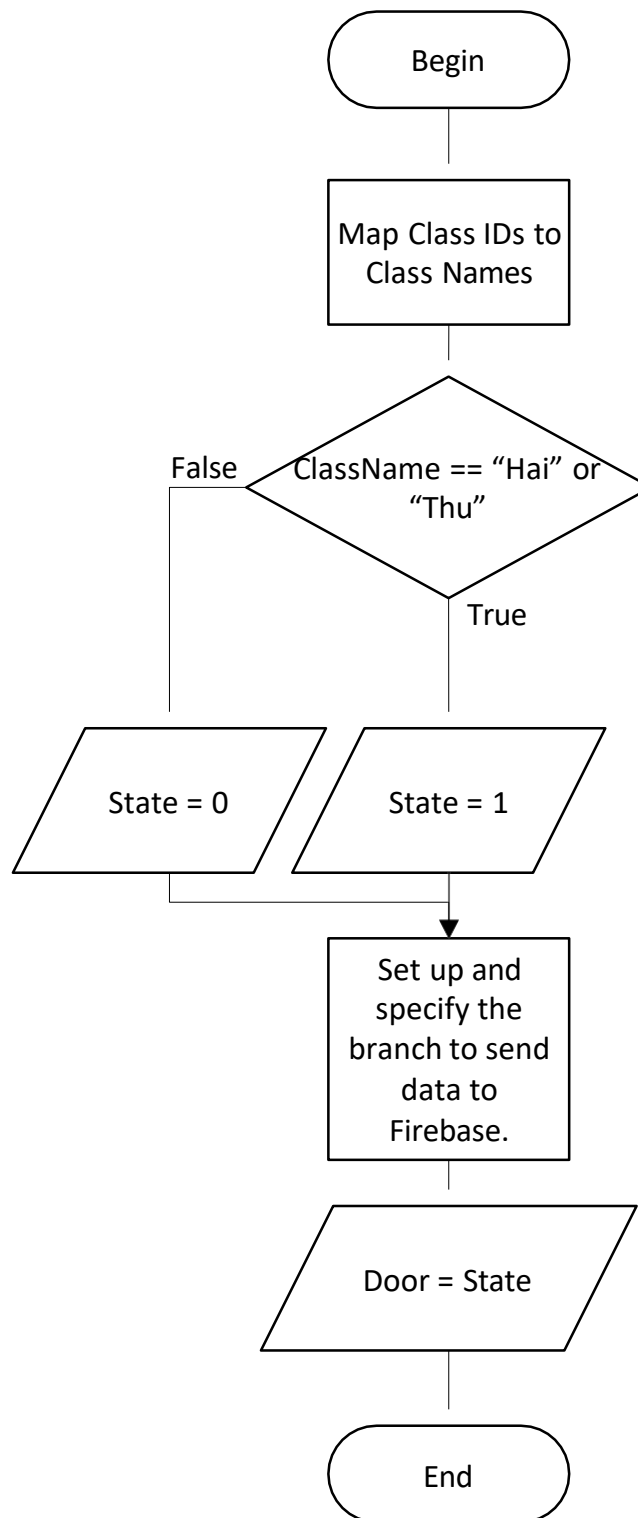 Begin
Map Class IDs to
Class Names
False
ClassName == “Hai” or
“Thu”
True
State = 0
State = 1
Set up and
specify the
branch to send
data to
Firebase.
Door = State
End